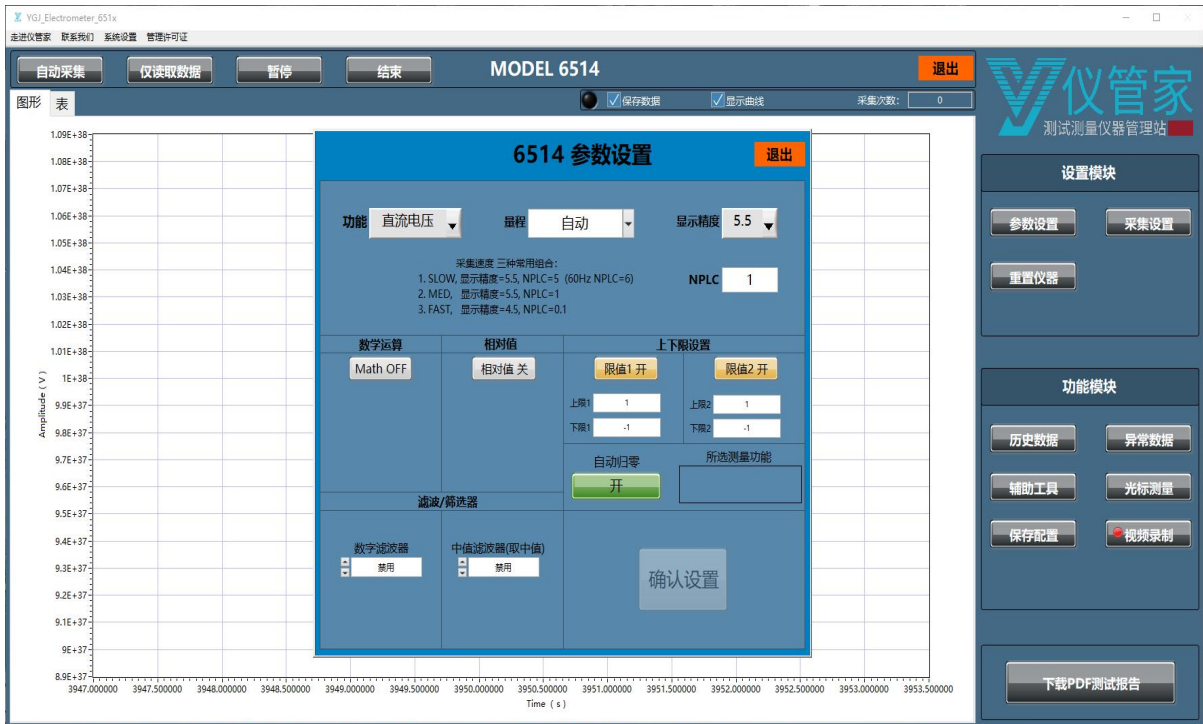 YGJ_Electrometer_651x
走进仪管家 联系我们 系统设置 管理许可证
自动采集 仅读取数据 暂停 结束 MODEL 6514 退出
图形 表 保存数据 显示曲线 采集次数: 0
仪管家
测试测量仪器管理站
6514 参数设置 退出
功能 直流电压 量程 自动 显示精度 5.5
采集速度 三种常用组合:
1. SLOW, 显示精度=5.5, NPLC=5 (60Hz NPLC=6)
2. MED, 显示精度=5.5, NPLC=1
3. FAST, 显示精度=4.5, NPLC=0.1
NPLC 1
数学运算 相对值 上下限设置
Math OFF 相对值 关 限值1 开 限值2 开
上限1 1 上限2 1
下限1 -1 下限2 -1
自动归零 所选测量功能
开
滤波/筛选器
数字滤波器 中值滤波器(取中值)
禁用 禁用
确认设置
设置模块
参数设置 采集设置
重置仪器
功能模块
历史数据 异常数据
辅助工具 光标测量
保存配置 视频录制
下载PDF测试报告
Amplitude (V)
1.09E+38
1.08E+38
1.07E+38
1.06E+38
1.05E+38
1.04E+38
1.03E+38
1.02E+38
1.01E+38
1E+38
9.9E+37
9.8E+37
9.7E+37
9.6E+37
9.5E+37
9.4E+37
9.3E+37
9.2E+37
9.1E+37
9E+37
8.9E+37
3947.000000 3947.500000 3948.000000 3948.500000 3949.000000 3949.500000 3950.000000 3950.500000 3951.000000 3951.500000 3952.000000 3952.500000 3953.000000 3953.500000
Time (s)